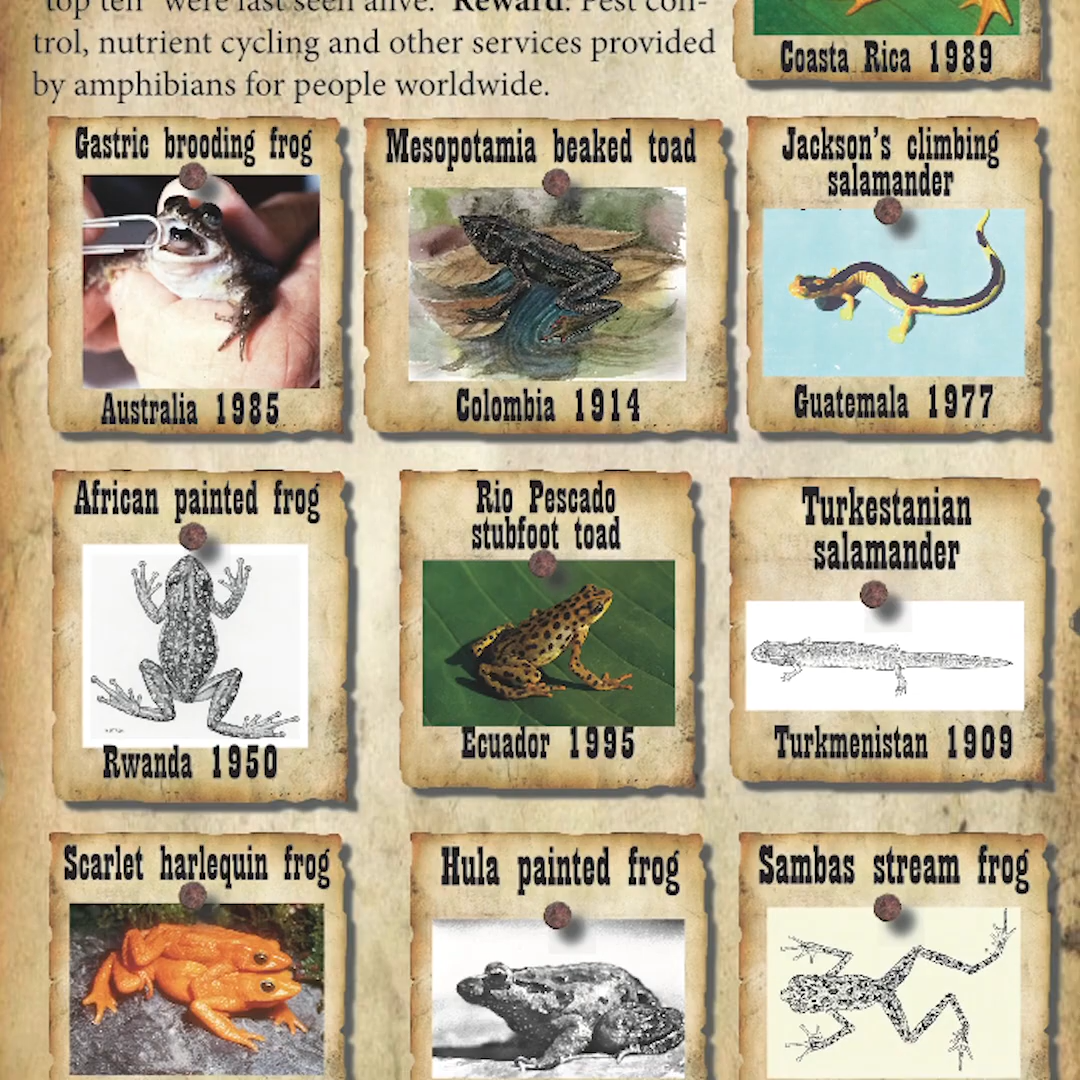 "top ten" were last seen alive. Reward: Pest con-
trol, nutrient cycling and other services provided
by amphibians for people worldwide.
Coasta Rica 1989
Gastric brooding frog
Australia 1985
Mesopotamia beaked toad
Colombia 1914
Jackson's climbing
salamander
Guatemala 1977
African painted frog
Rwanda 1950
Rio Pescado
stubfoot toad
Ecuador 1995
Turkestanian
salamander
Turkmenistan 1909
Scarlet harlequin frog
Hula painted frog
Sambas stream frog